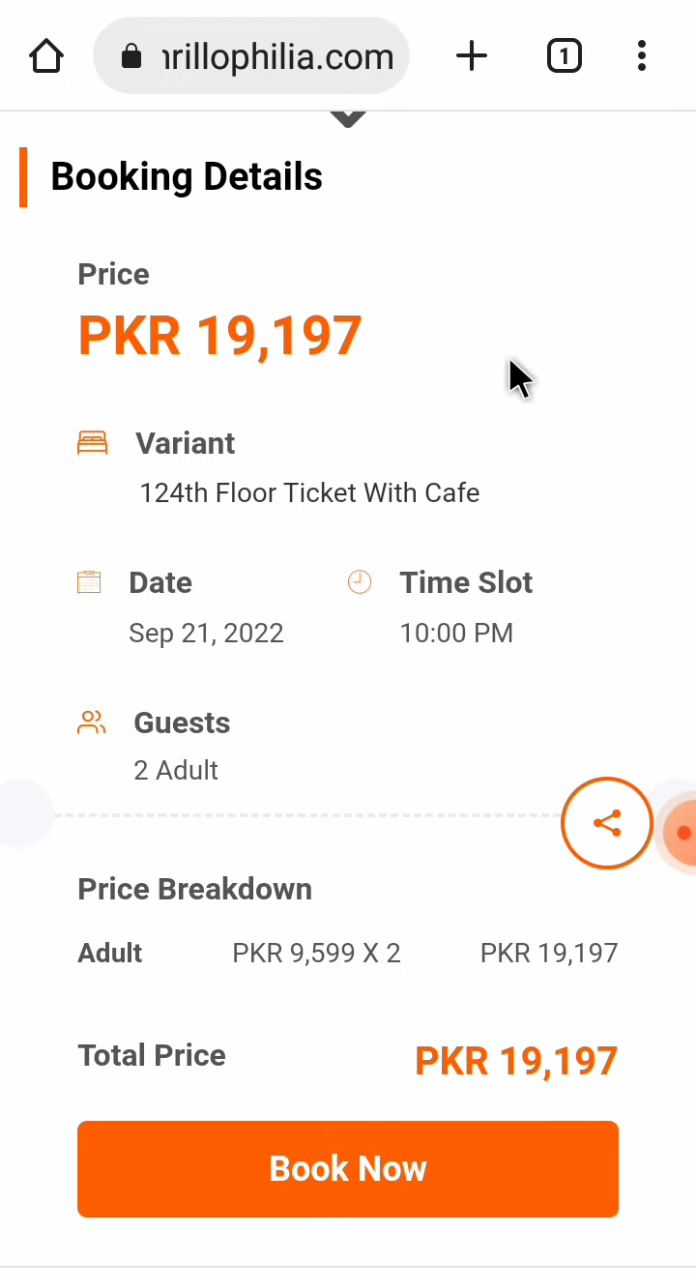 1
rillophilia.com
Booking Details
Price
PKR 19,197
Variant
124th Floor Ticket With Cafe
Date
Time Slot
Sep 21, 2022
10:00 PM
Guests
2 Adult
Price Breakdown
Adult PKR 9,599 X 2 PKR 19,197
Total Price PKR 19,197
Book Now